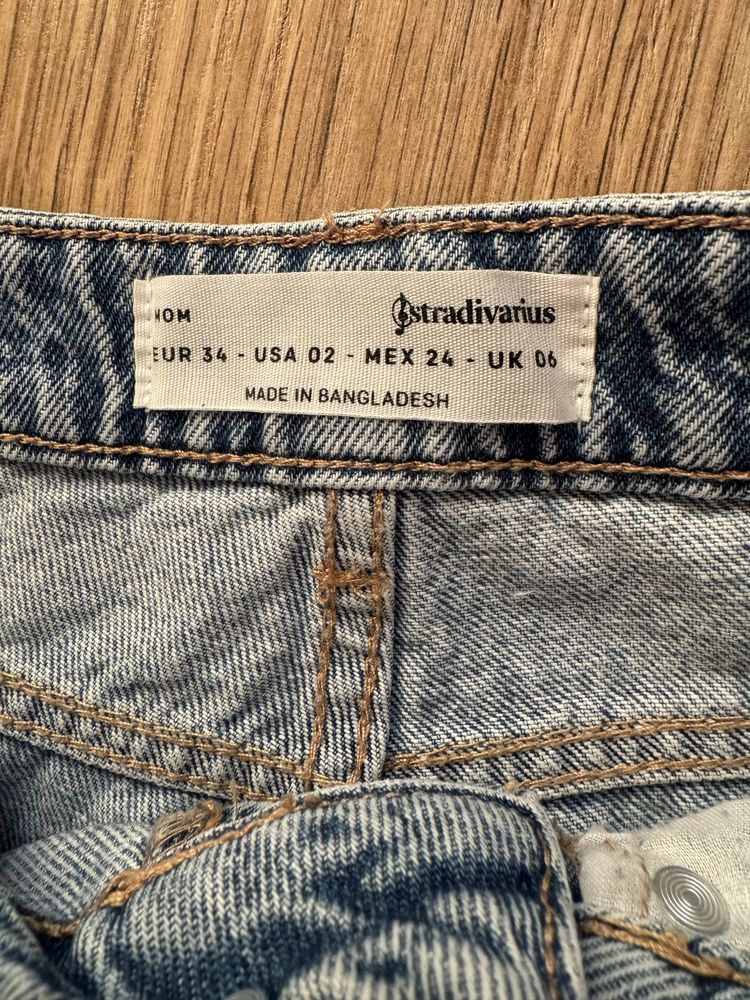 MOM
stradivarius
EUR 34 - USA 02 - MEX 24 - UK 06
MADE IN BANGLADESH